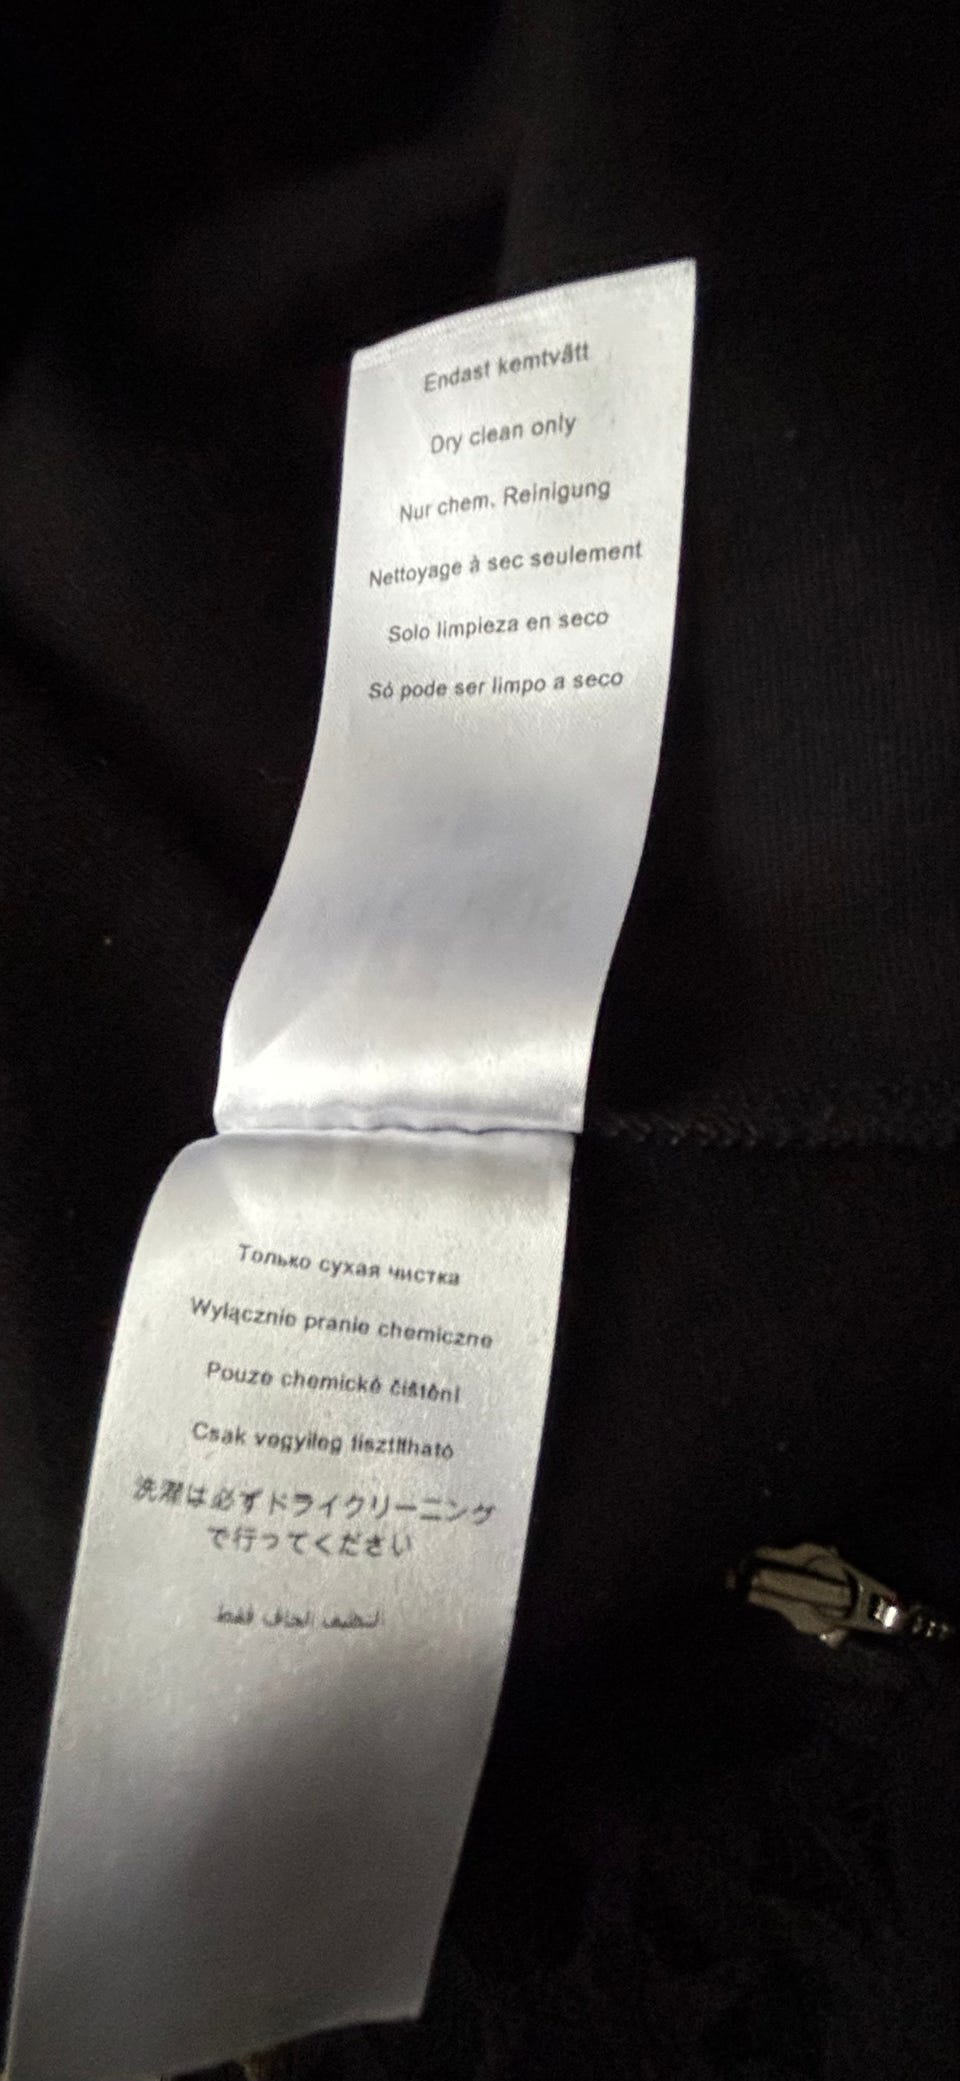 Endast kemtvätt
Dry clean only
Nur chem. Reinigung
Nettoyage à sec seulement
Solo limpieza en seco
Só pode ser limpo a seco
Только сухая чистка
Wyłącznie pranie chemiczne
Pouze chemické čištění
Csak vegyileg tisztítható
洗濯は必ずドライクリーニング
で行ってください
التنظيف الجاف فقط